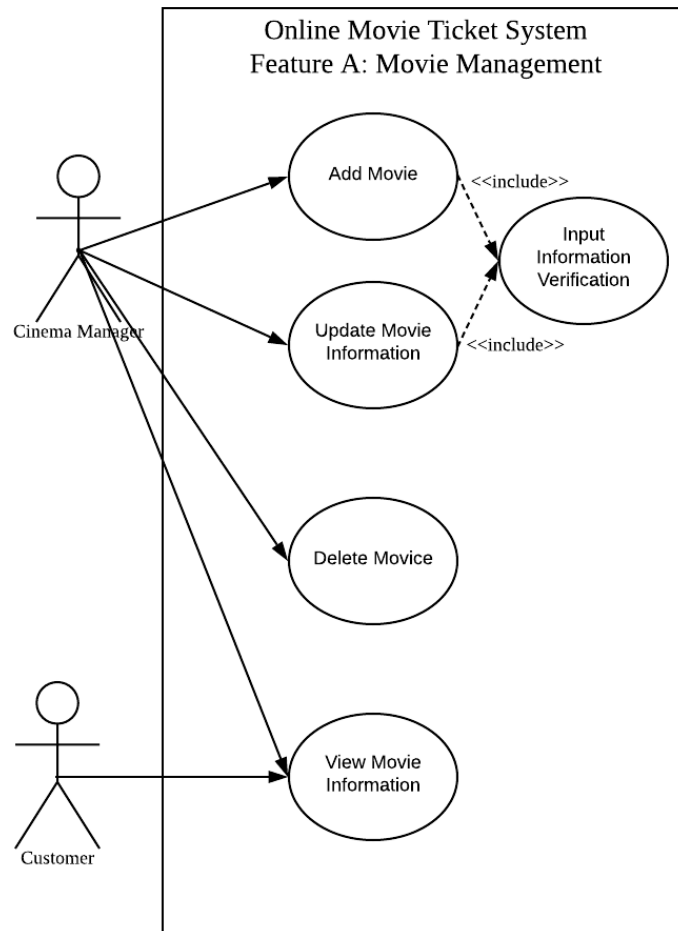 Online Movie Ticket System
Feature A: Movie Management
Add Movie
<<include>>
Input
Information
Verification
Cinema Manager
Update Movie
Information
<<include>>
Delete Movice
View Movie
Information
Customer